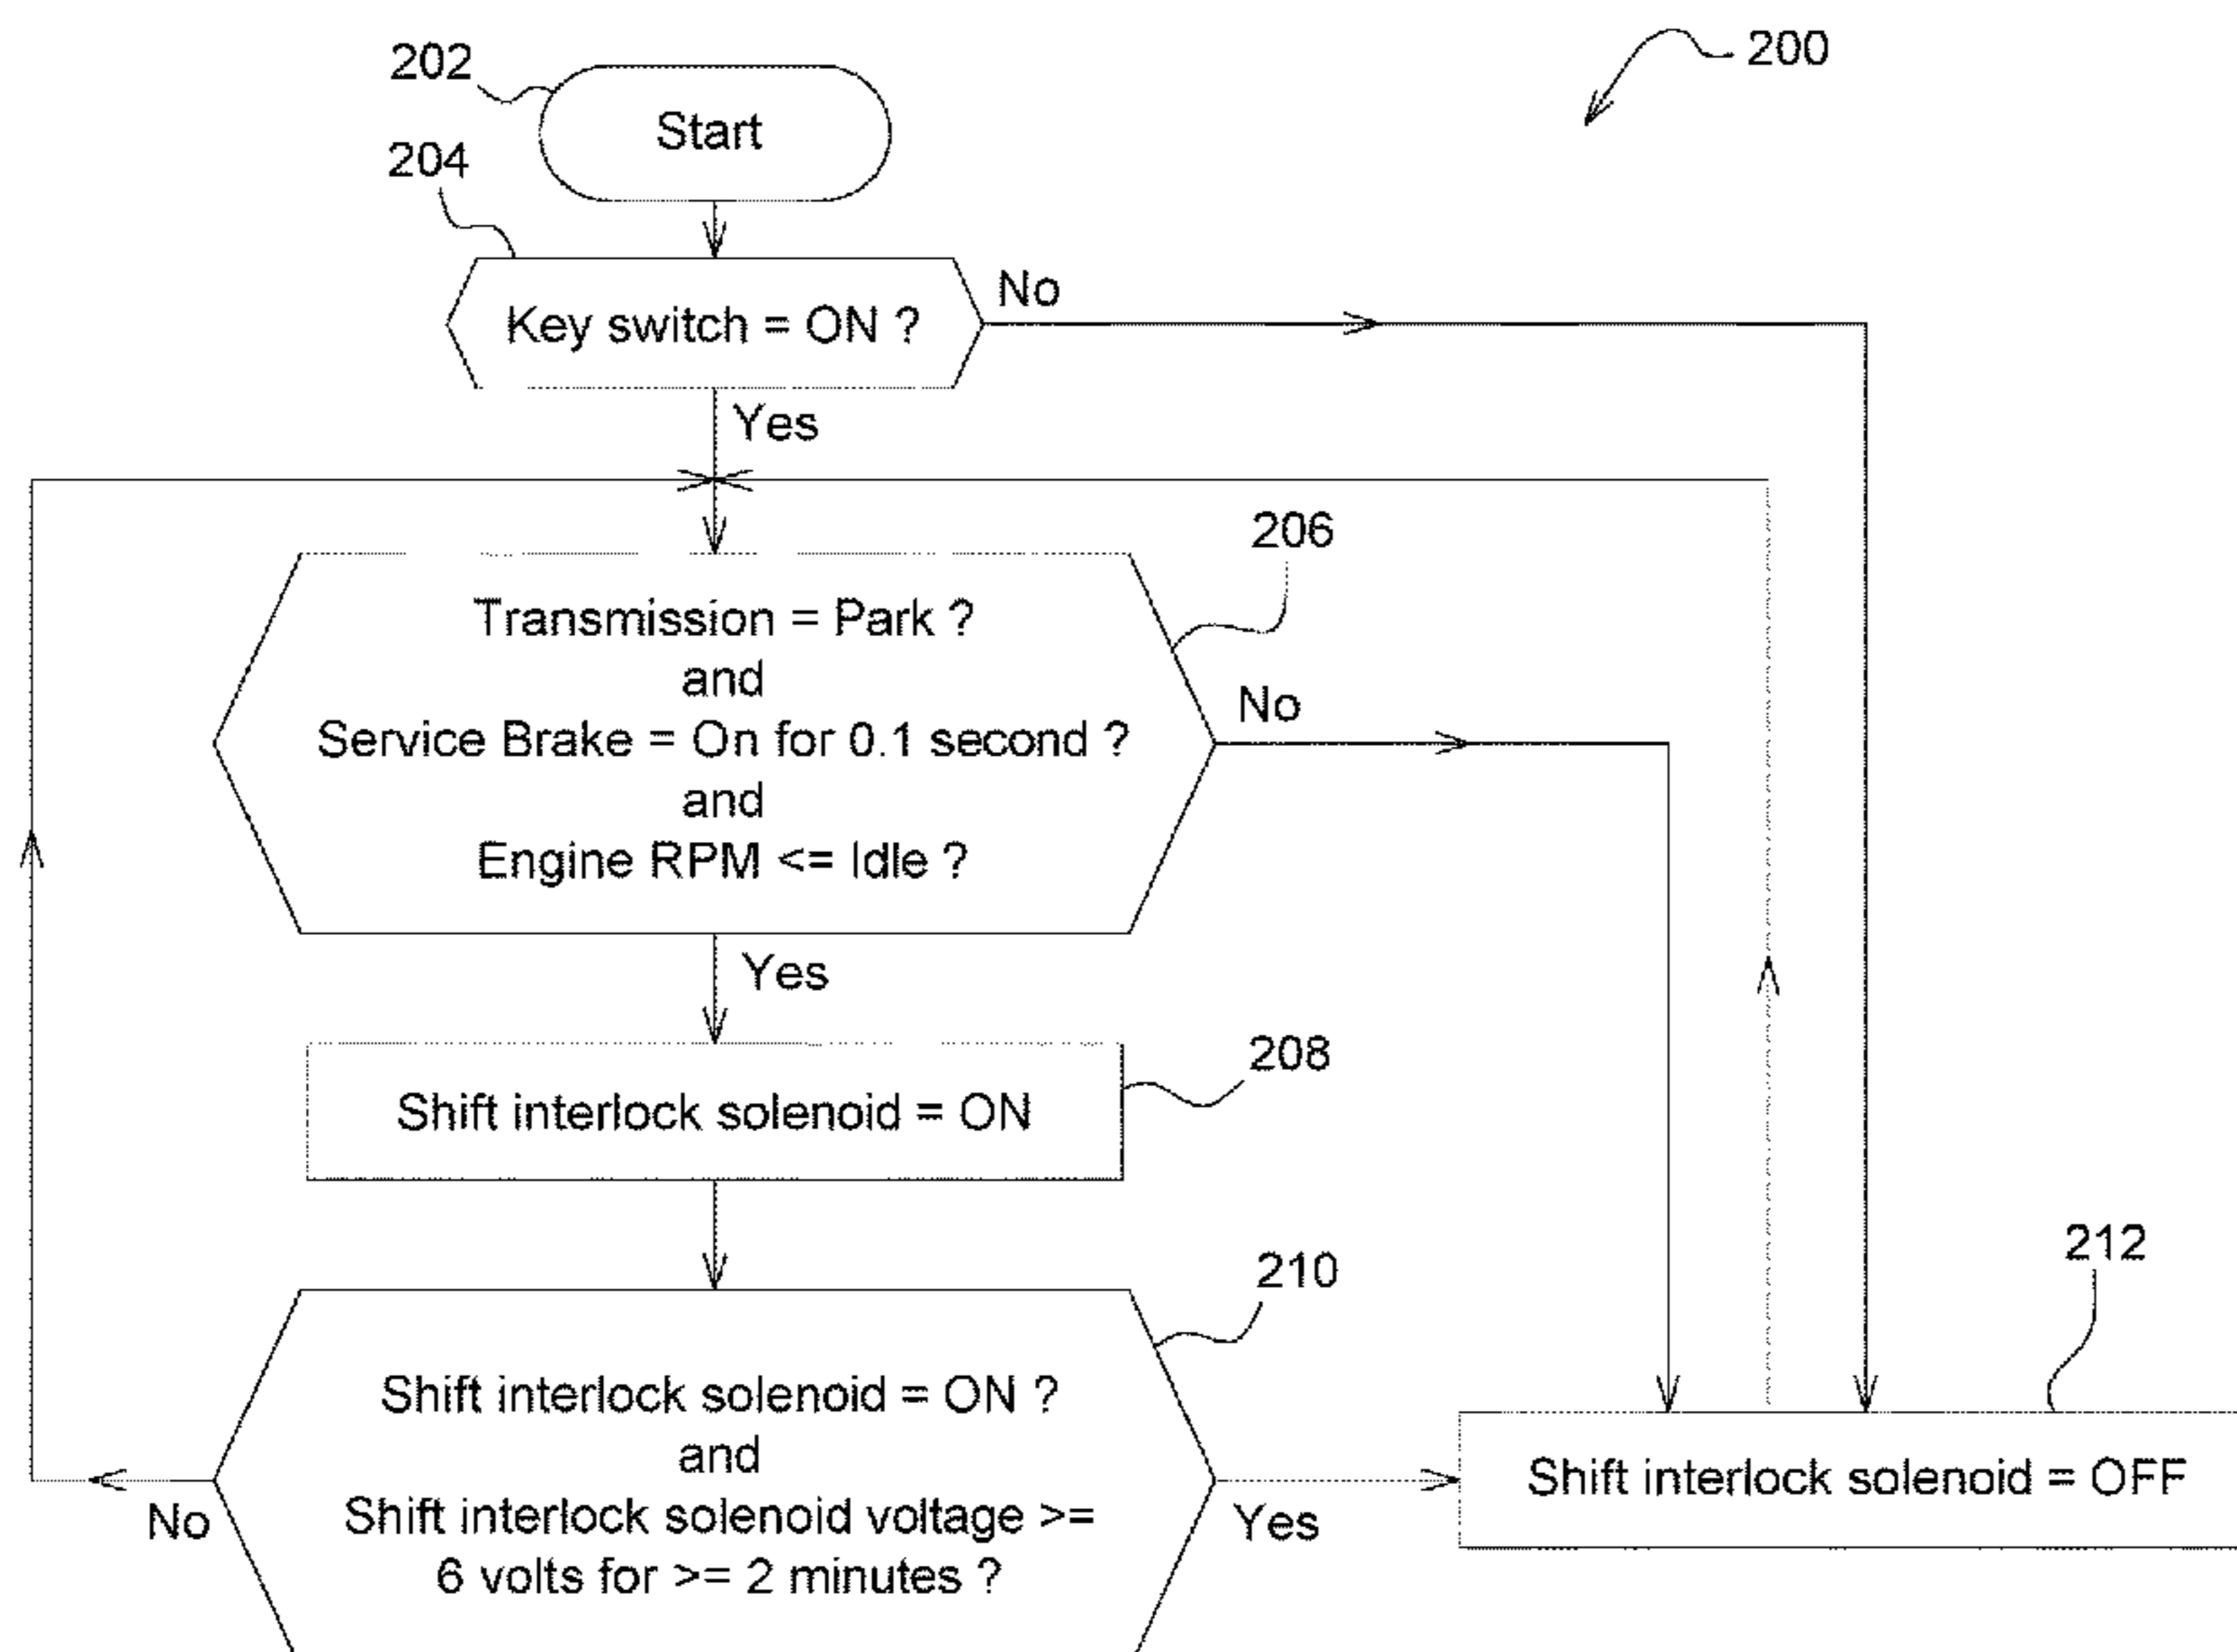 200
202
Start
204
Key switch = ON ?
No
Yes
206
Transmission = Park ?
and
Service Brake = On for 0.1 second ?
and
Engine RPM <= Idle ?
No
Yes
208
Shift interlock solenoid = ON
210
212
Shift interlock solenoid = ON ?
and
Shift interlock solenoid voltage >=
6 volts for >= 2 minutes ?
No
Yes
Shift interlock solenoid = OFF